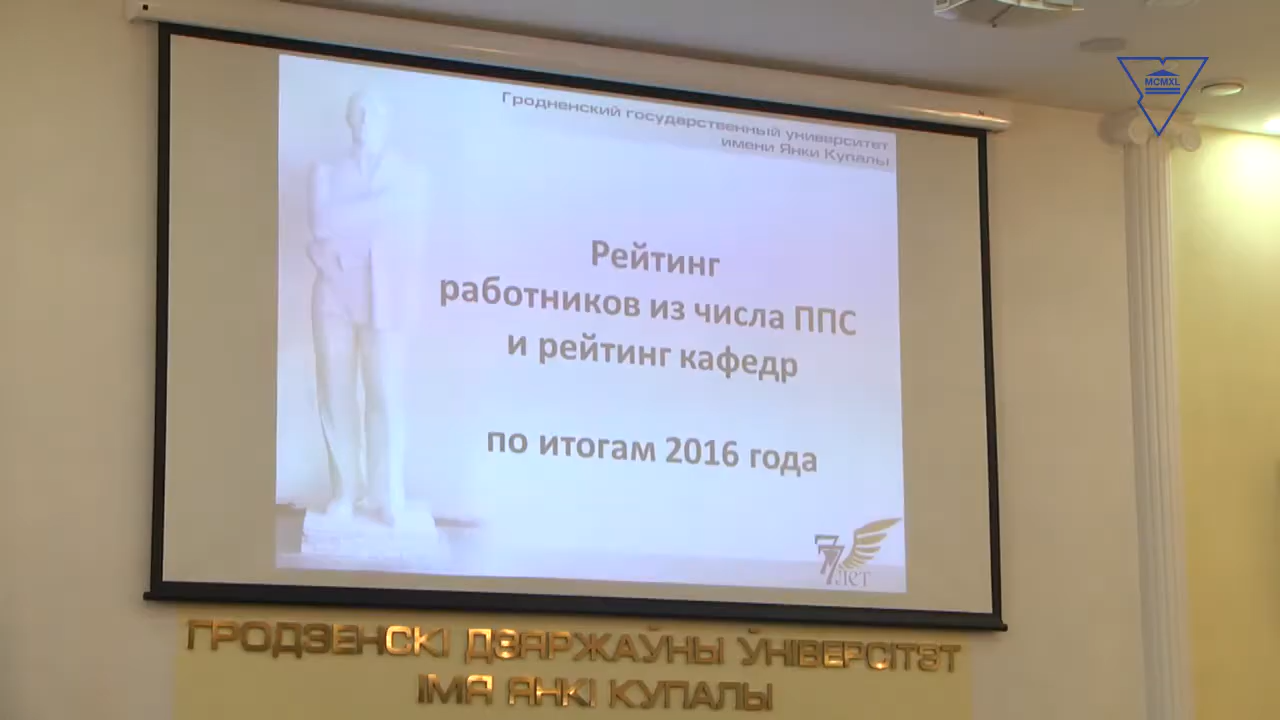 MCMXL
Гродненский государственный университет
имени Янки Купалы
Рейтинг
работников из числа ППС
и рейтинг кафедр
по итогам 2016 года
77
лет
ГРОДЗЕНСКІ ДЗЯРЖАЎНЫ ЎНІВЕРСІТЭТ
ІМЯ ЯНКІ КУПАЛЫ